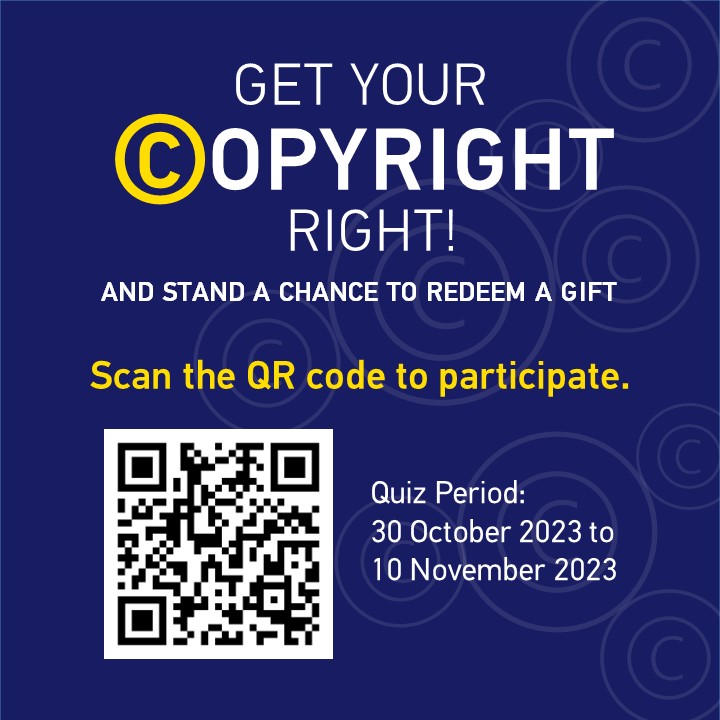 GET YOUR
©OPYRIGHT
RIGHT!
AND STAND A CHANCE TO REDEEM A GIFT
Scan the QR code to participate.
Quiz Period:
30 October 2023 to
10 November 2023